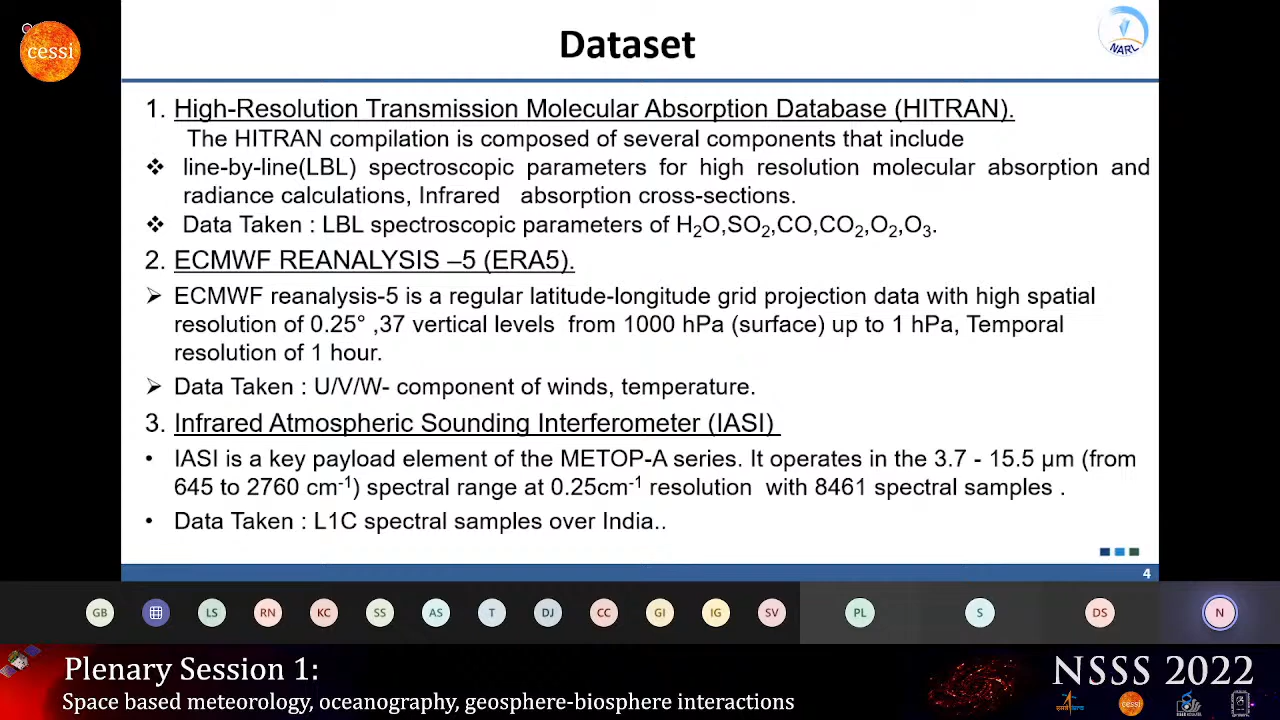 cessi
Dataset
NARL
1. High-Resolution Transmission Molecular Absorption Database (HITRAN).
The HITRAN compilation is composed of several components that include
❖ line-by-line(LBL) spectroscopic parameters for high resolution molecular absorption and
radiance calculations, Infrared absorption cross-sections.
❖ Data Taken : LBL spectroscopic parameters of H₂O,SO₂,CO,CO₂,O₂,O₃.
2. ECMWF REANALYSIS –5 (ERA5).
➢ ECMWF reanalysis-5 is a regular latitude-longitude grid projection data with high spatial
resolution of 0.25° ,37 vertical levels from 1000 hPa (surface) up to 1 hPa, Temporal
resolution of 1 hour.
➢ Data Taken : U/V/W- component of winds, temperature.
3. Infrared Atmospheric Sounding Interferometer (IASI)
• IASI is a key payload element of the METOP-A series. It operates in the 3.7 - 15.5 µm (from
645 to 2760 cm⁻¹) spectral range at 0.25cm⁻¹ resolution with 8461 spectral samples .
• Data Taken : L1C spectral samples over India..
4
GB LS RN KC SS AS T DJ CC GI IG SV PL S DS N
Plenary Session 1:
Space based meteorology, oceanography, geosphere-biosphere interactions
NSSS 2022
cessi